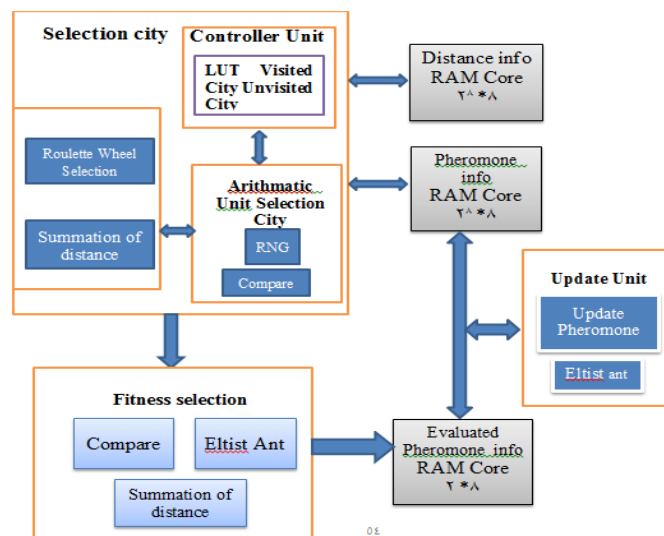 Selection city
Controller Unit
LUT Visited
City Unvisited
City
Roulette Wheel
Selection
Summation of
distance
Arithmatic
Unit Selection
City
RNG
Compare
Distance info
RAM Core
٢^*٨
Pheromone
info
RAM Core
٢^*٨
Update Unit
Update
Pheromone
Eltist ant
Fitness selection
Compare
Eltist Ant
Summation of
distance
Evaluated
Pheromone info
RAM Core
٢*٨
٥٤